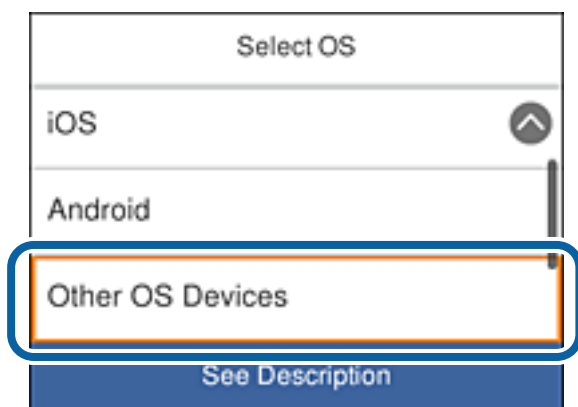 Select OS
iOS
Android
Other OS Devices
See Description